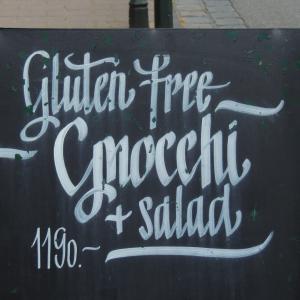 Gluten free
Gnocchi
+ salad
1190.-